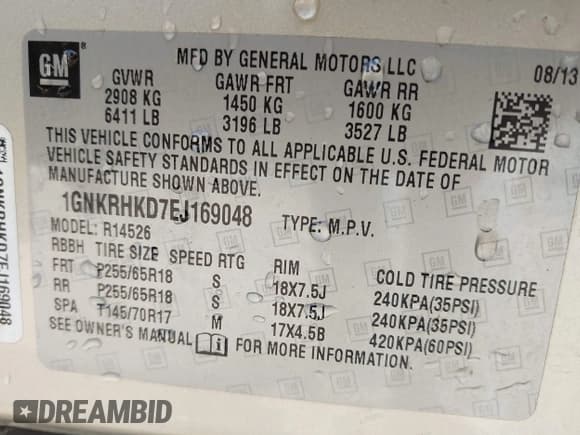 GM
®
MFD BY GENERAL MOTORS LLC
08/13
GVWR GAWR FRT GAWR RR
2908 KG 1450 KG 1600 KG
6411 LB 3196 LB 3527 LB
THIS VEHICLE CONFORMS TO ALL APPLICABLE U.S. FEDERAL MOTOR
VEHICLE SAFETY STANDARDS IN EFFECT ON THE DATE OF
MANUFACTURE SHOWN ABOVE.
1GNKRHKD7EJ169048 TYPE: M.P.V.
MODEL: R14526
RBBH TIRE SIZE SPEED RTG RIM COLD TIRE PRESSURE
FRT P255/65R18 S 18X7.5J 240KPA(35PSI)
RR P255/65R18 S 18X7.5J 240KPA(35PSI)
SPA T145/70R17 M 17X4.5B 420KPA(60PSI)
SEE OWNER'S MANUAL i FOR MORE INFORMATION.
1GNKRHKD7EJ169048
DREAMBID